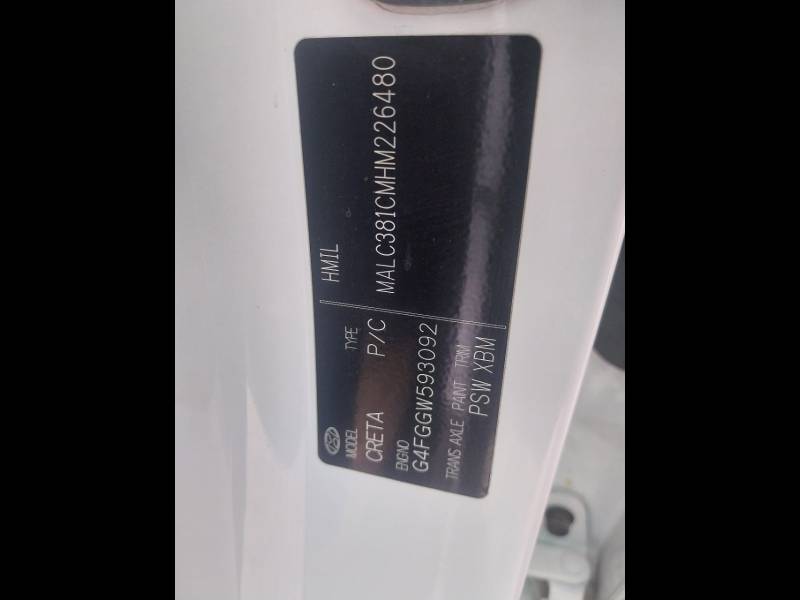 MODEL TYPE HMIL
CRETA P/C MALC381CMHM226480
ENGNO
G4FGGW593092
TRANS AXLE PAINT TRIM
PSW XBM